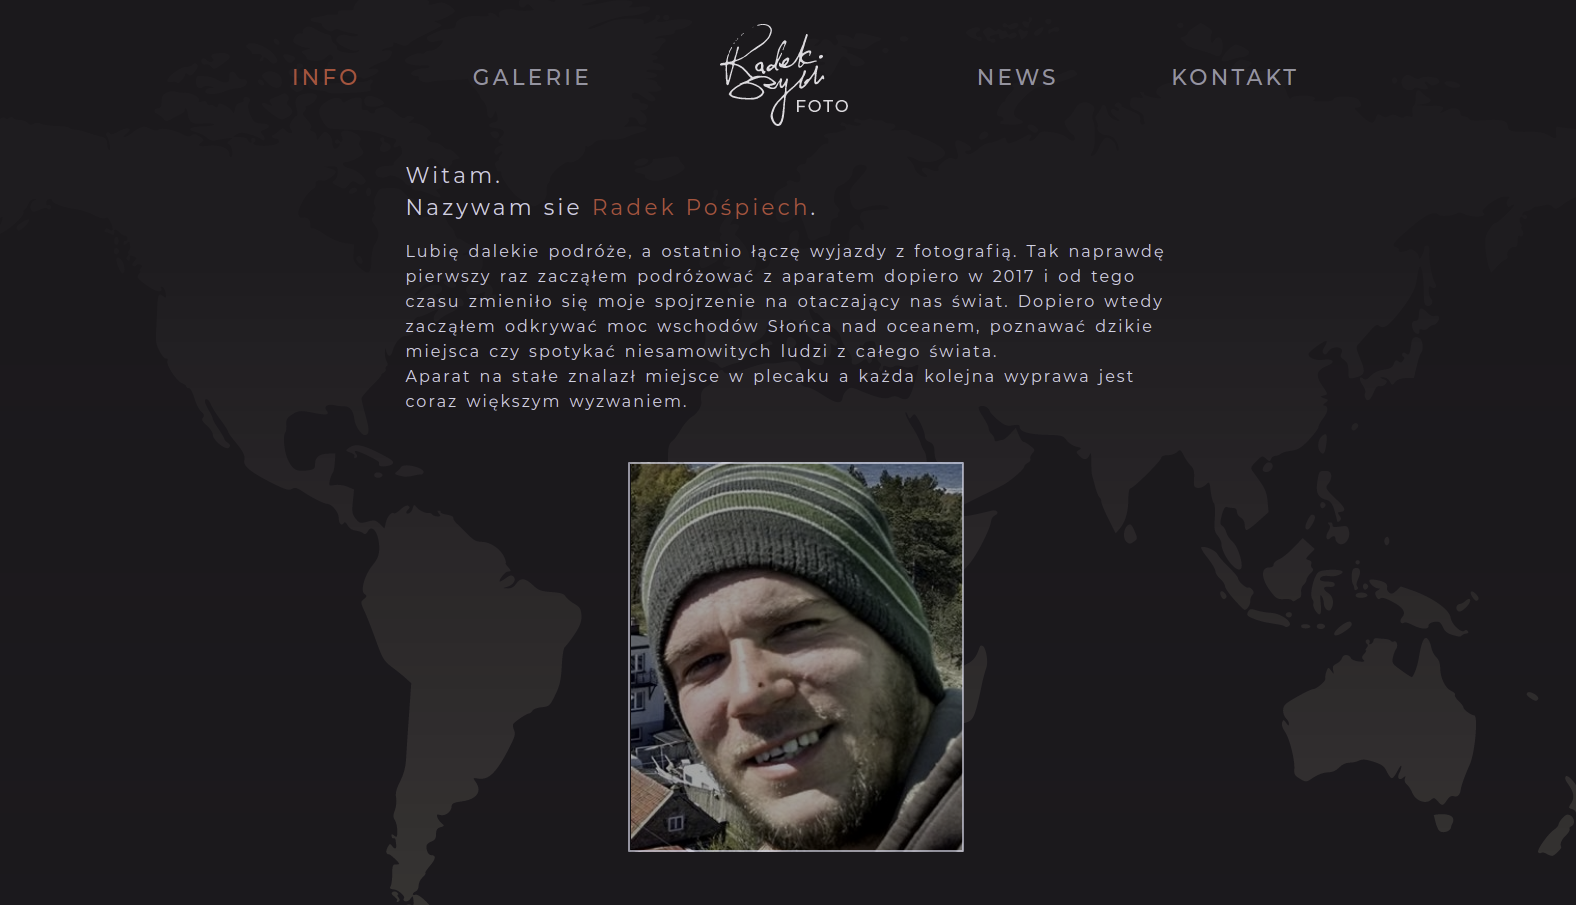 INFO
GALERIE
Radek.
Szybki
FOTO
NEWS
KONTAKT
Witam.
Nazywam sie Radek Pośpiech.
Lubię dalekie podróże, a ostatnio łączę wyjazdy z fotografią. Tak naprawdę
pierwszy raz zacząłem podróżować z aparatem dopiero w 2017 i od tego
czasu zmieniło się moje spojrzenie na otaczający nas świat. Dopiero wtedy
zacząłem odkrywać moc wschodów Słońca nad oceanem, poznawać dzikie
miejsca czy spotykać niesamowitych ludzi z całego świata.
Aparat na stałe znalazł miejsce w plecaku a każda kolejna wyprawa jest
coraz większym wyzwaniem.